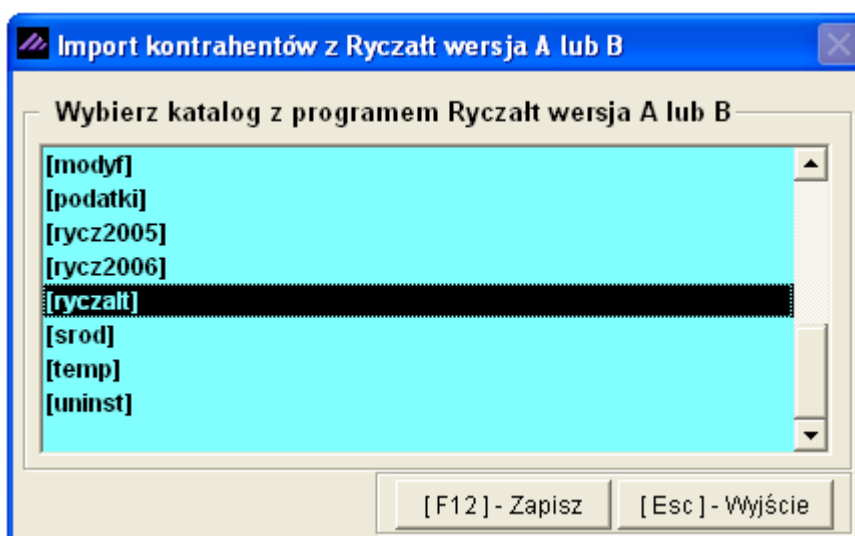 Import kontrahentów z Ryczałt wersja A lub B
Wybierz katalog z programem Ryczałt wersja A lub B
[modyf]
[podatki]
[rycz2005]
[rycz2006]
[ryczalt]
[srod]
[temp]
[uninst]
[ F12 ] - Zapisz [ Esc ] - Wyjście